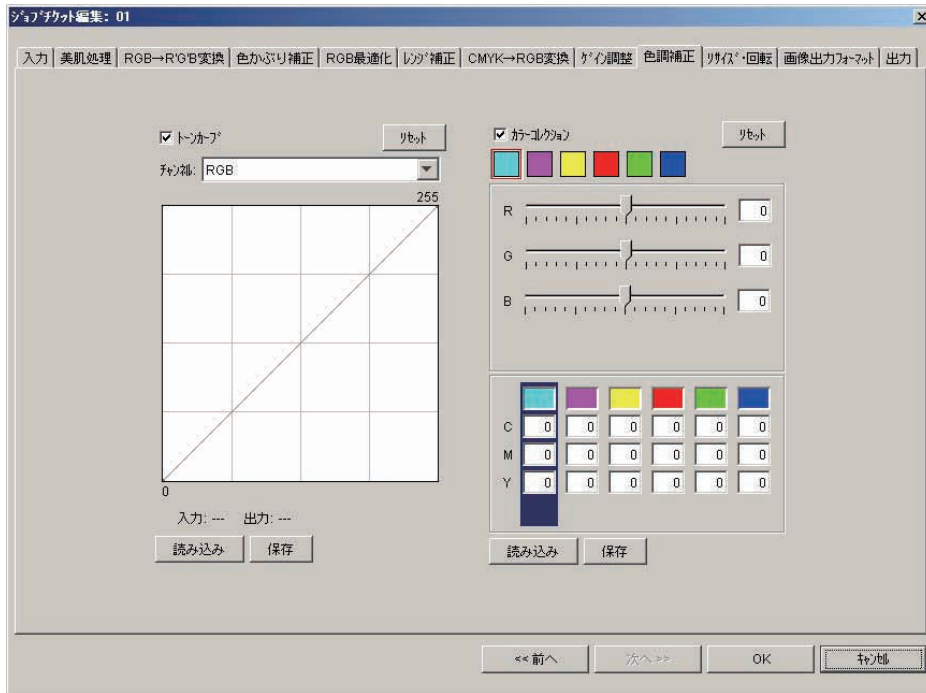 ｼﾞｮﾌﾞﾁｹｯﾄ編集: 01
入力 美肌処理 RGB→R'G'B'変換 色かぶり補正 RGB最適化 ﾚﾝｼﾞ補正 CMYK→RGB変換 ｹﾞｲﾝ調整 色調補正 ﾘｻｲｽﾞ・回転 画像出力ﾌｫｰﾏｯﾄ 出力
ﾄｰﾝｶｰﾌﾞ ﾘｾｯﾄ
ﾁｬﾝﾈﾙ: RGB
255
0
入力: --- 出力: ---
読み込み 保存
ｶﾗｰｺﾚｸｼｮﾝ ﾘｾｯﾄ
R 0
G 0
B 0
C 0 0 0 0 0 0
M 0 0 0 0 0 0
Y 0 0 0 0 0 0
読み込み 保存
<<前へ 次へ>> OK ｷｬﾝｾﾙ